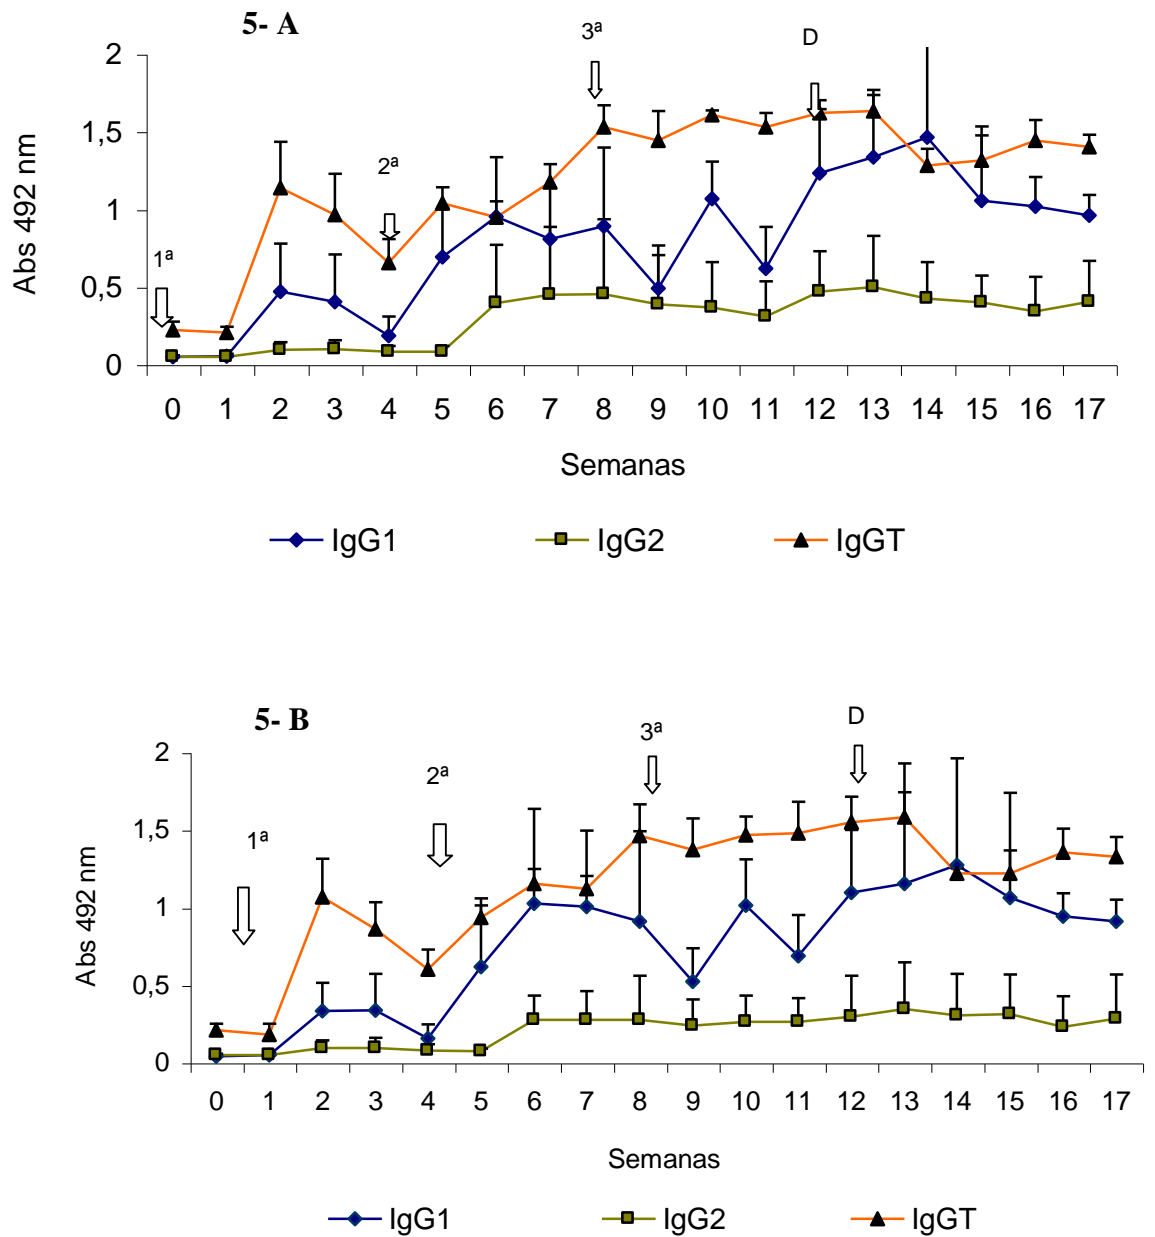 5- A
3ª
D
2
1,5
2ª
1
1ª
0,5
0
Abs 492 nm
0 1 2 3 4 5 6 7 8 9 10 11 12 13 14 15 16 17
Semanas
IgG1 IgG2 IgGT
5- B
3ª
D
2
2ª
1,5
1ª
1
0,5
0
Abs 492 nm
0 1 2 3 4 5 6 7 8 9 10 11 12 13 14 15 16 17
Semanas
IgG1 IgG2 IgGT